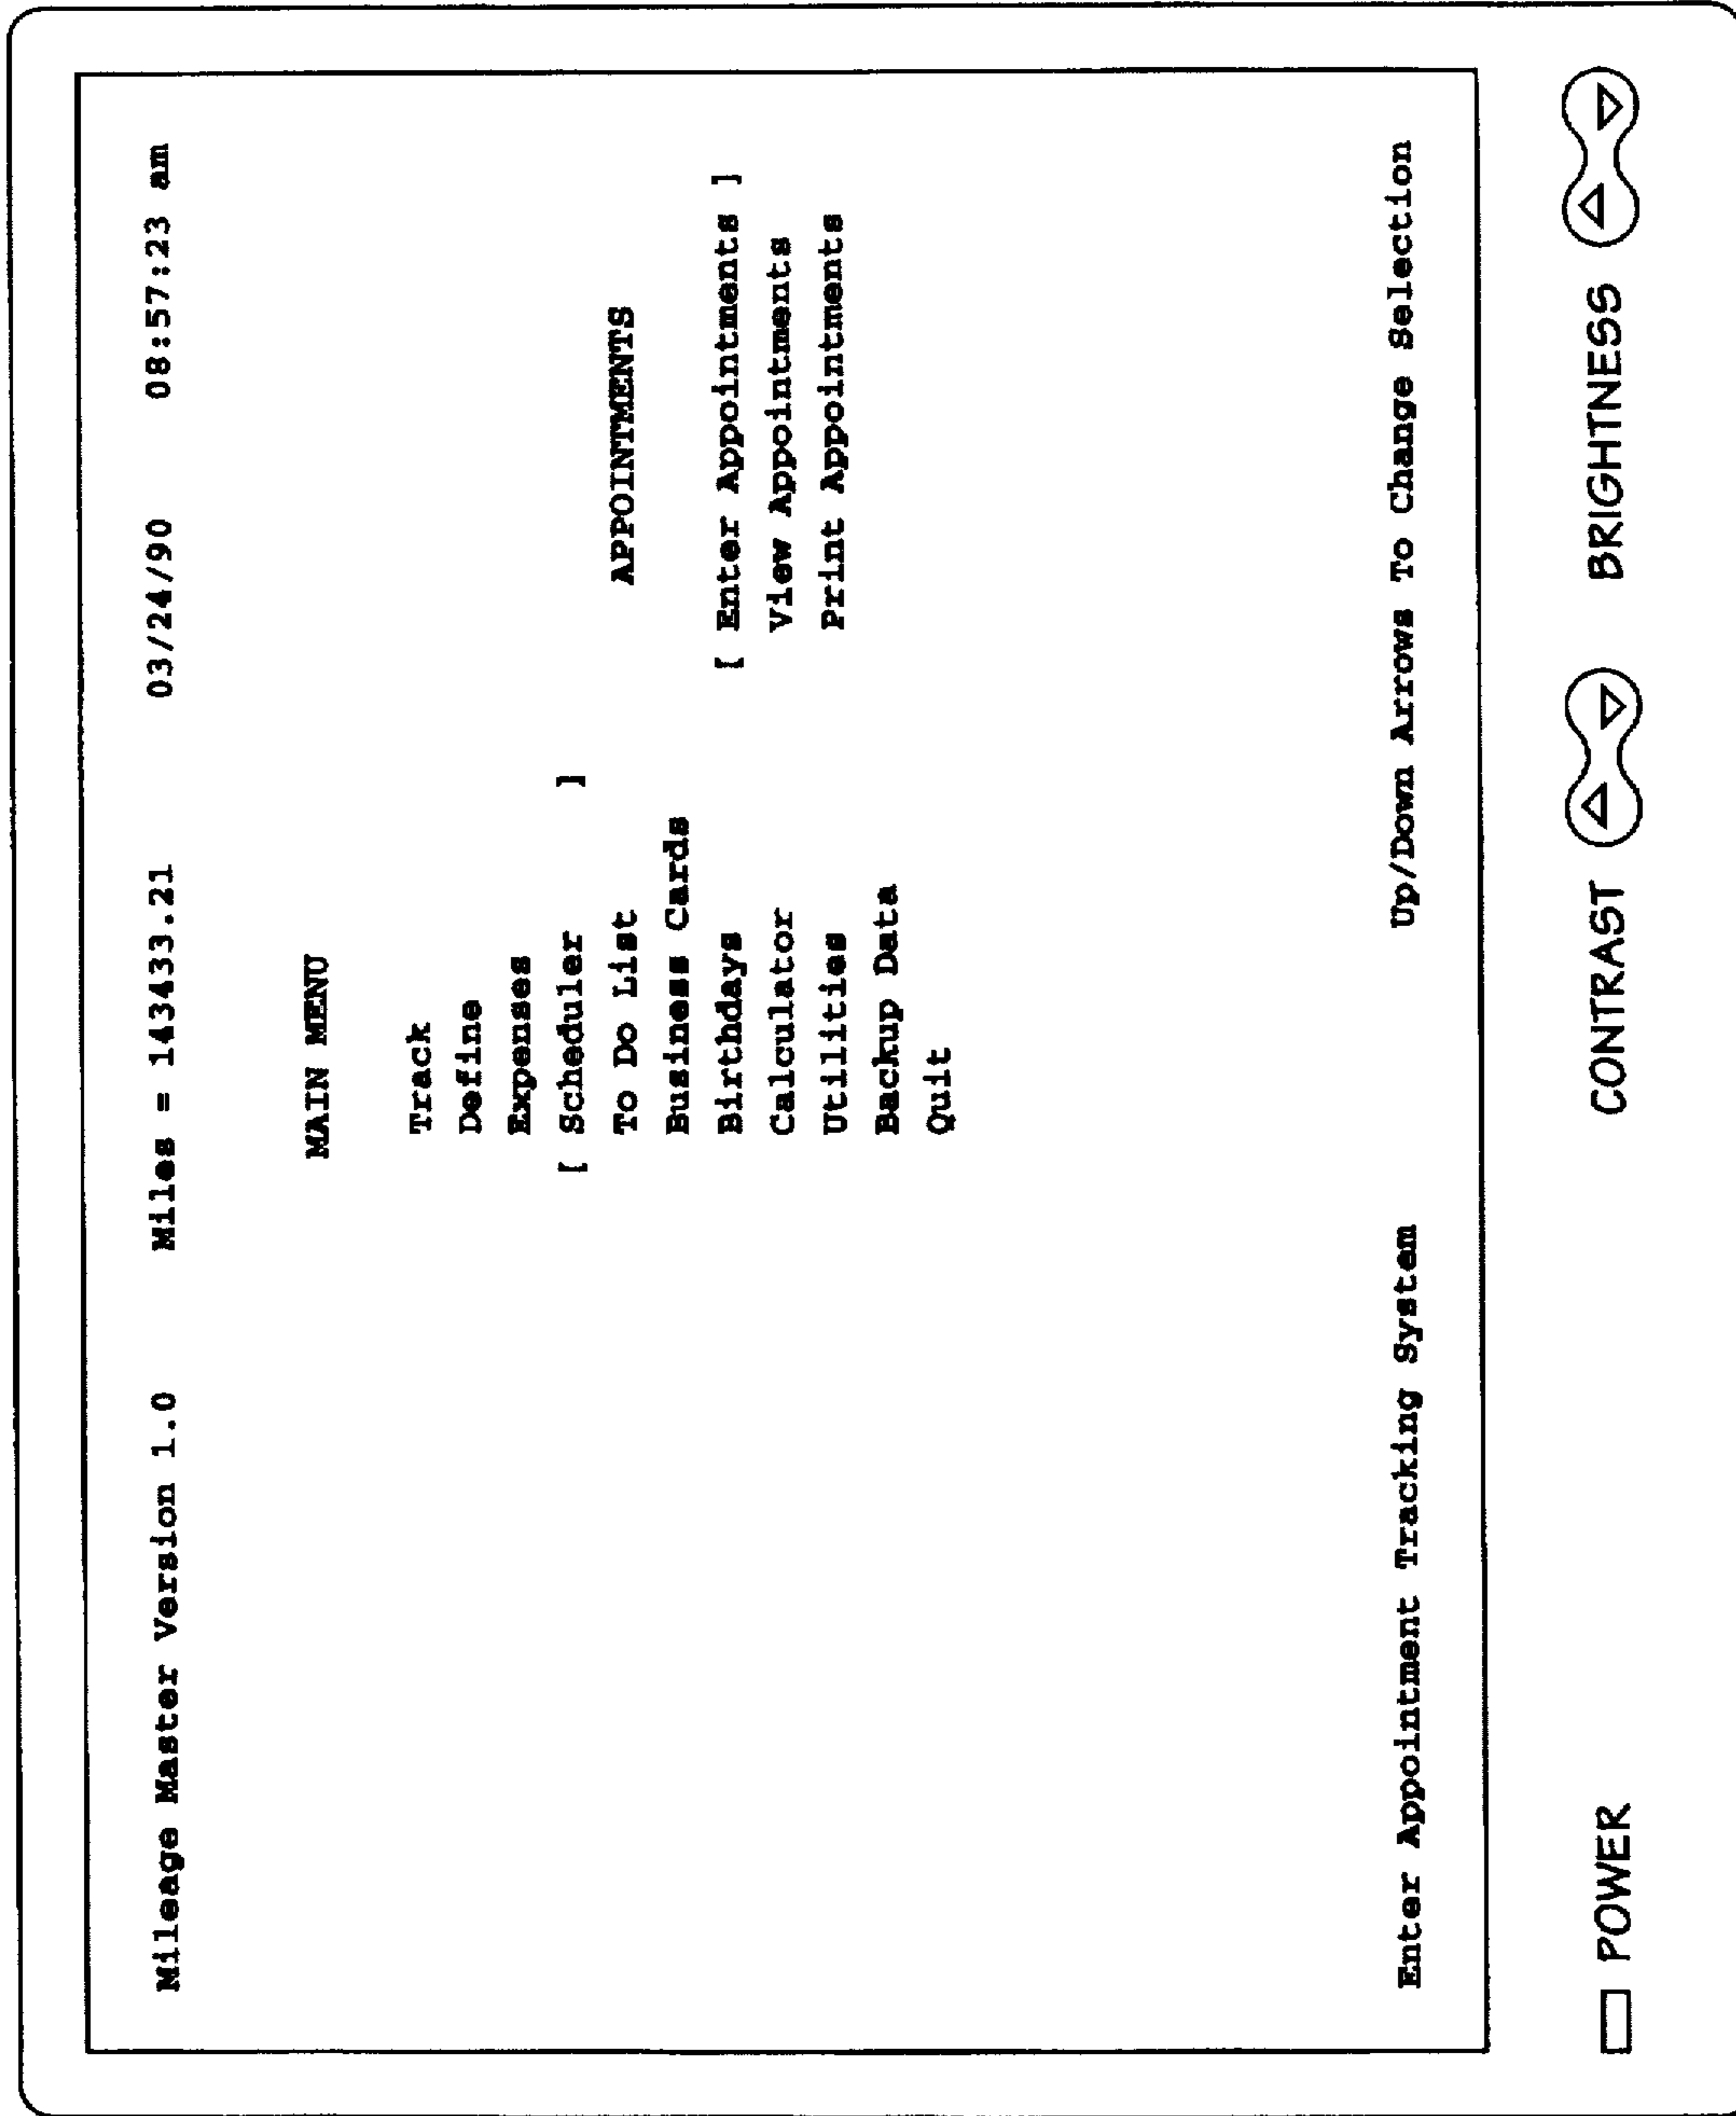 Mileage Master Version 1.0 Miles = 143433.21 03/24/90 08:57:23 am
MAIN MENU
Track
Define
Expenses
[ Scheduler ]
To Do List APPOINTMENTS
Business Cards
Birthdays [ Enter Appointments ]
Calculator View Appointments
Utilities Print Appointments
Backup Data
Quit
Enter Appointment Tracking System Up/Down Arrows To Change Selection
POWER CONTRAST BRIGHTNESS